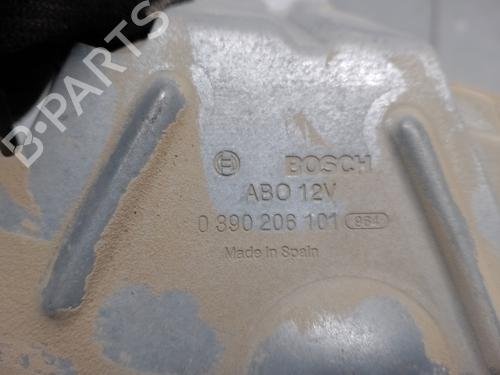 B-PARTS
BOSCH
ABO 12V
0 390 206 101 964
Made in Spain